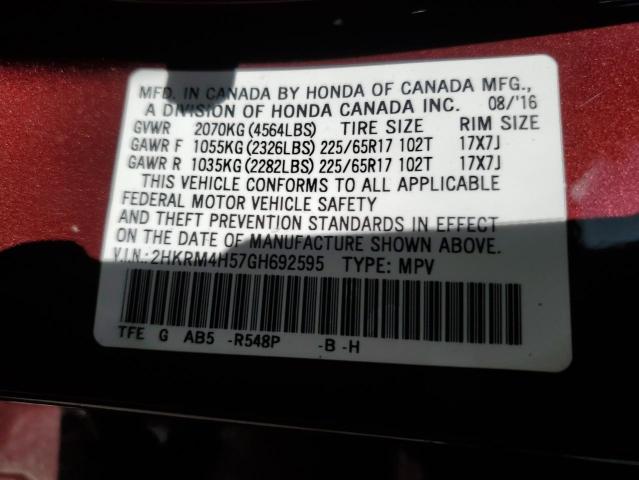 MFD. IN CANADA BY HONDA OF CANADA MFG.,
A DIVISION OF HONDA CANADA INC. 08/'16
GVWR 2070KG (4564LBS) TIRE SIZE RIM SIZE
GAWR F 1055KG (2326LBS) 225/65R17 102T 17X7J
GAWR R 1035KG (2282LBS) 225/65R17 102T 17X7J
THIS VEHICLE CONFORMS TO ALL APPLICABLE
FEDERAL MOTOR VEHICLE SAFETY
AND THEFT PREVENTION STANDARDS IN EFFECT
ON THE DATE OF MANUFACTURE SHOWN ABOVE.
V.I.N.:2HKRM4H57GH692595 TYPE: MPV
TFE G AB5 -R548P -B -H